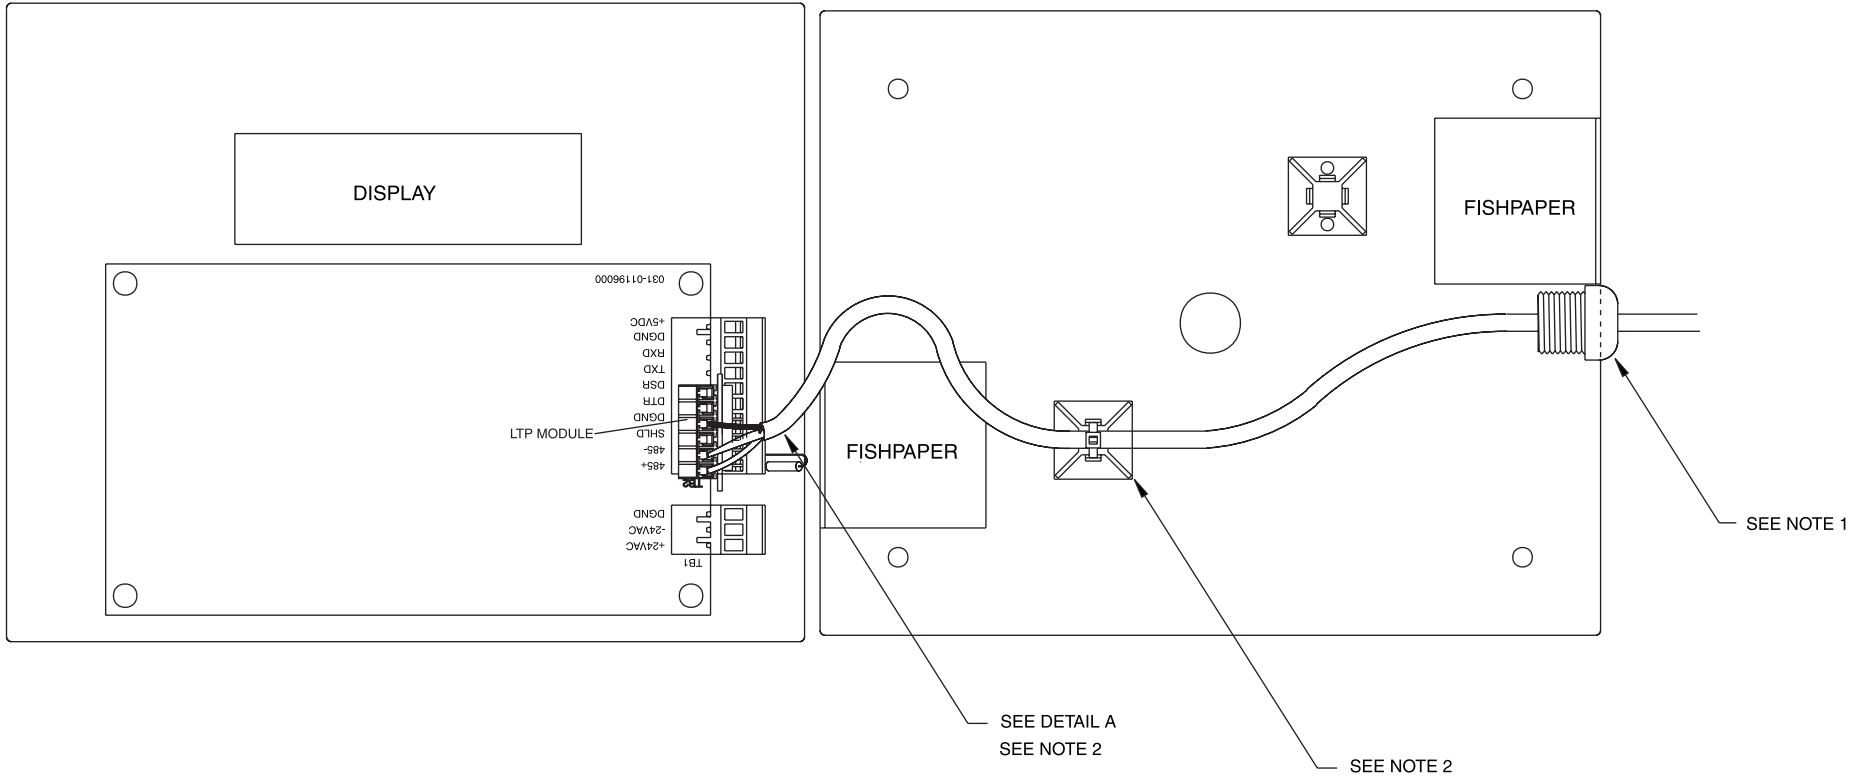 DISPLAY
FISHPAPER
031-01196000
+5VDC
DGND
RXD
TXD
DSR
DTR
DGND
SHLD
485-
485+
LTP MODULE
TB2
DGND
-24VAC
+24VAC
TB1
FISHPAPER
SEE NOTE 1
SEE DETAIL A
SEE NOTE 2
SEE NOTE 2